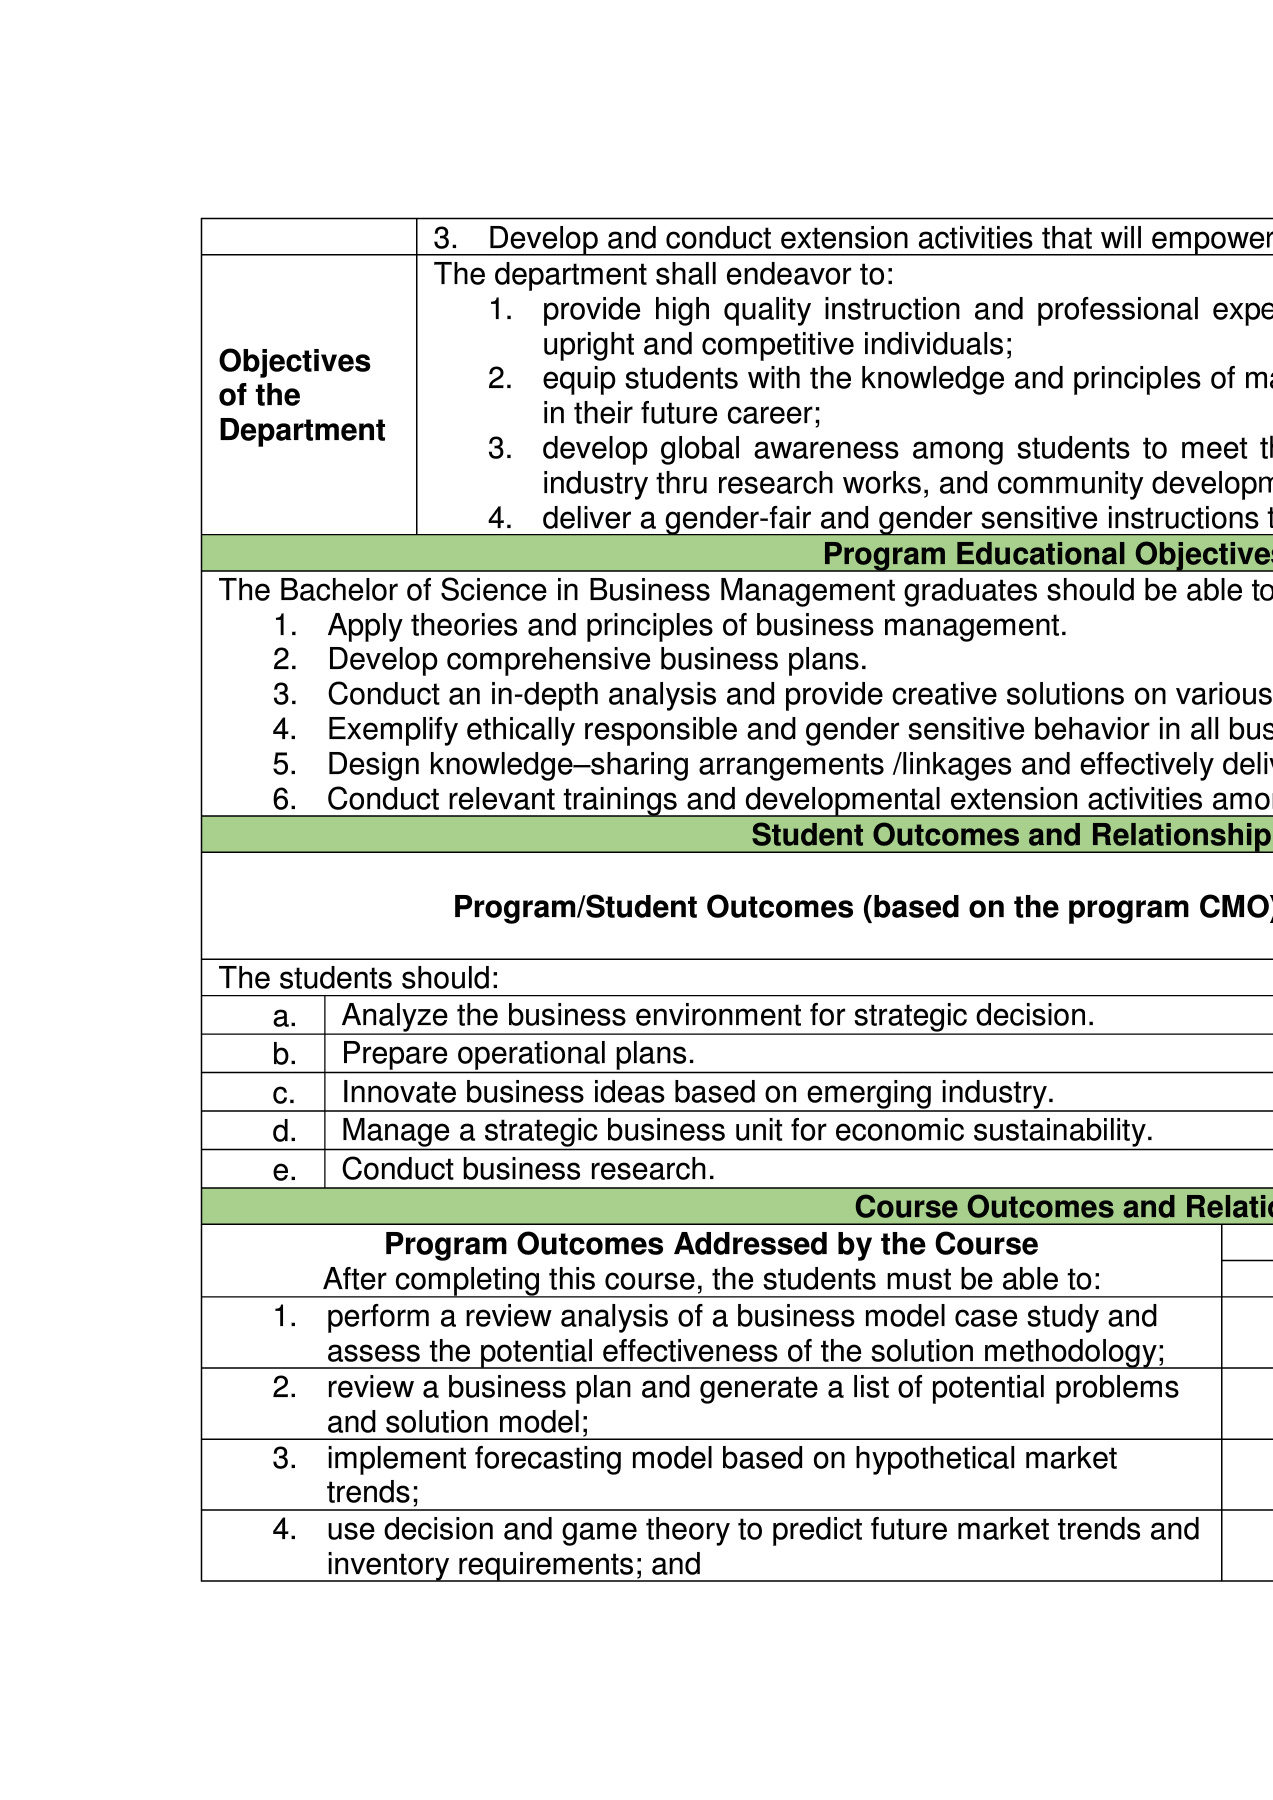 3. Develop and conduct extension activities that will empower
Objectives
of the
Department
The department shall endeavor to:
1. provide high quality instruction and professional
upright and competitive individuals;
2. equip students with the knowledge and principles of
in their future career;
3. develop global awareness among students to meet
industry thru research works, and community
4. deliver a gender-fair and gender sensitive instructions
Program Educational Objectives
The Bachelor of Science in Business Management graduates should be able to
1. Apply theories and principles of business management.
2. Develop comprehensive business plans.
3. Conduct an in-depth analysis and provide creative solutions on various
4. Exemplify ethically responsible and gender sensitive behavior in all
5. Design knowledge–sharing arrangements /linkages and effectively
6. Conduct relevant trainings and developmental extension activities
Student Outcomes and Relationship
Program/Student Outcomes (based on the program CMO)
The students should:
a. Analyze the business environment for strategic decision.
b. Prepare operational plans.
c. Innovate business ideas based on emerging industry.
d. Manage a strategic business unit for economic sustainability.
e. Conduct business research.
Course Outcomes and
Program Outcomes Addressed by the Course
After completing this course, the students must be able to:
1. perform a review analysis of a business model case study and
assess the potential effectiveness of the solution methodology;
2. review a business plan and generate a list of potential problems
and solution model;
3. implement forecasting model based on hypothetical market
trends;
4. use decision and game theory to predict future market trends and
inventory requirements; and